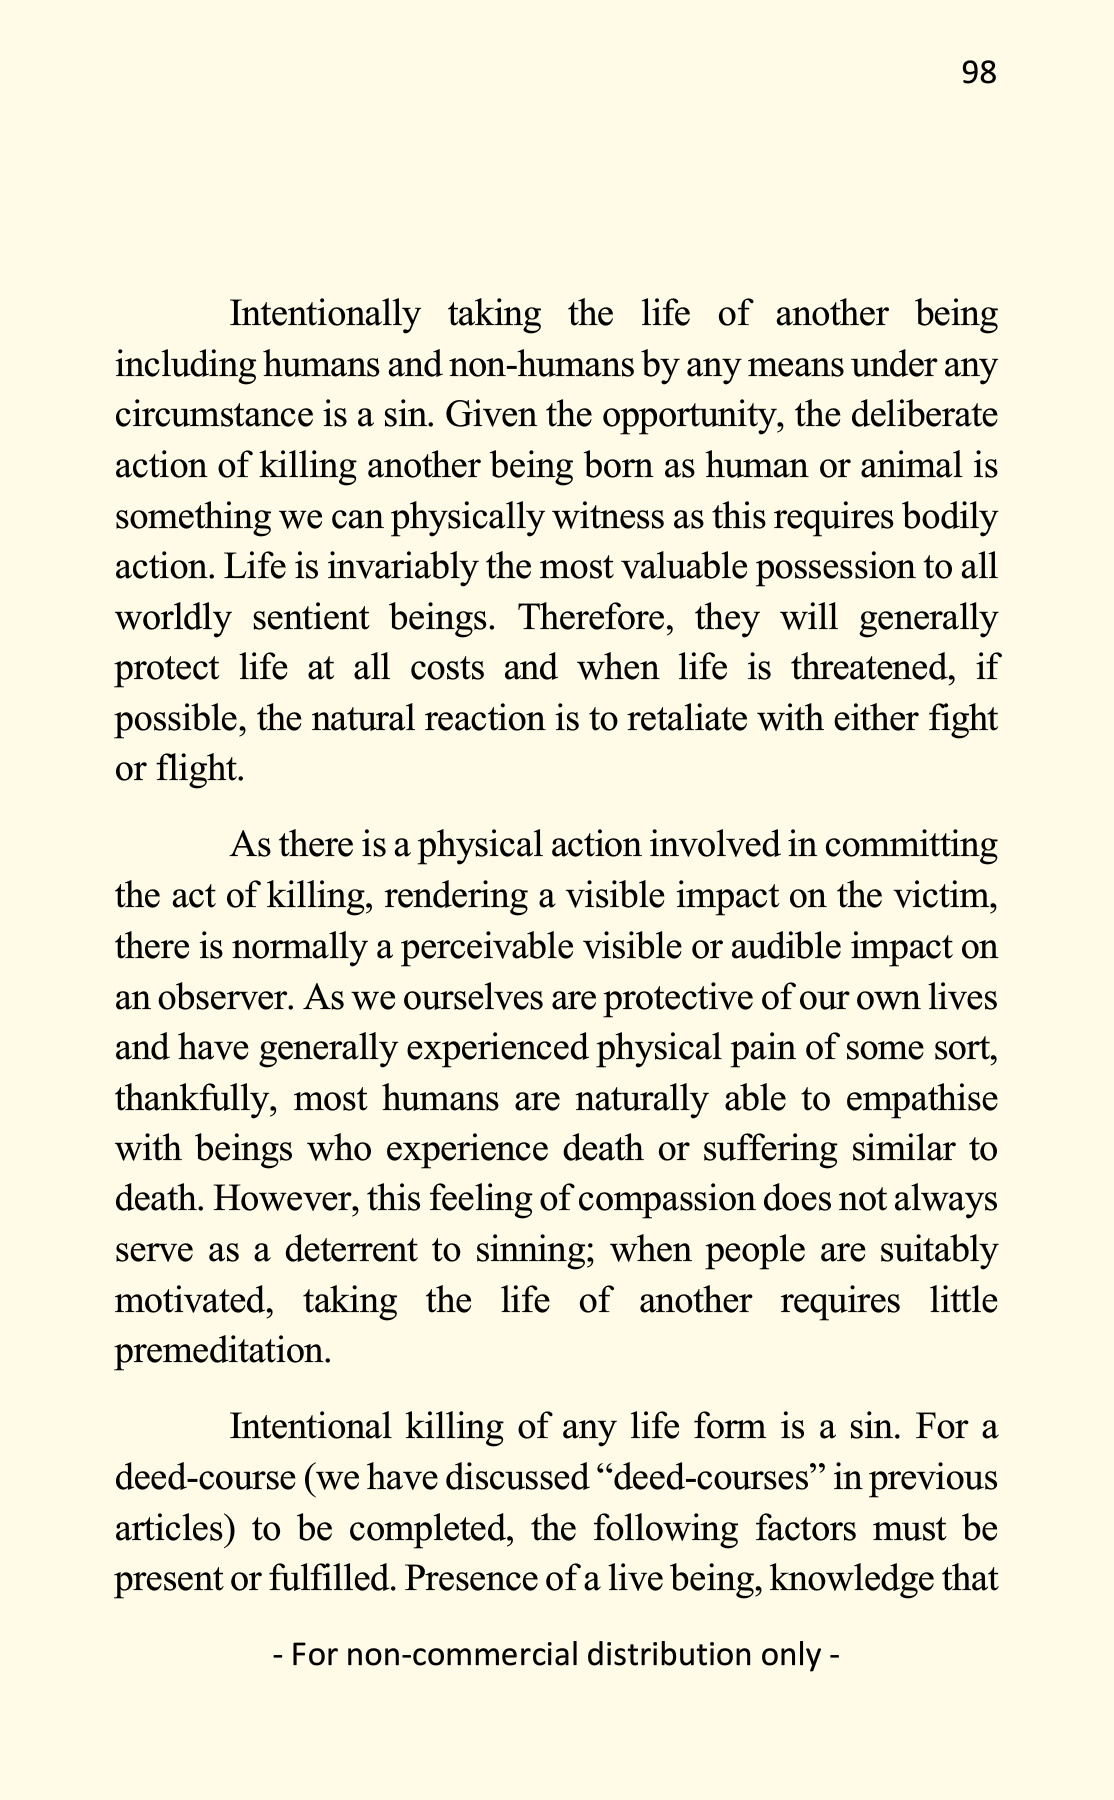 98
Intentionally taking the life of another being
including humans and non-humans by any means under any
circumstance is a sin. Given the opportunity, the deliberate
action of killing another being born as human or animal is
something we can physically witness as this requires bodily
action. Life is invariably the most valuable possession to all
worldly sentient beings. Therefore, they will generally
protect life at all costs and when life is threatened, if
possible, the natural reaction is to retaliate with either fight
or flight.
As there is a physical action involved in committing
the act of killing, rendering a visible impact on the victim,
there is normally a perceivable visible or audible impact on
an observer. As we ourselves are protective of our own lives
and have generally experienced physical pain of some sort,
thankfully, most humans are naturally able to empathise
with beings who experience death or suffering similar to
death. However, this feeling of compassion does not always
serve as a deterrent to sinning; when people are suitably
motivated, taking the life of another requires little
premeditation.
Intentional killing of any life form is a sin. For a
deed-course (we have discussed “deed-courses” in previous
articles) to be completed, the following factors must be
present or fulfilled. Presence of a live being, knowledge that
- For non-commercial distribution only -